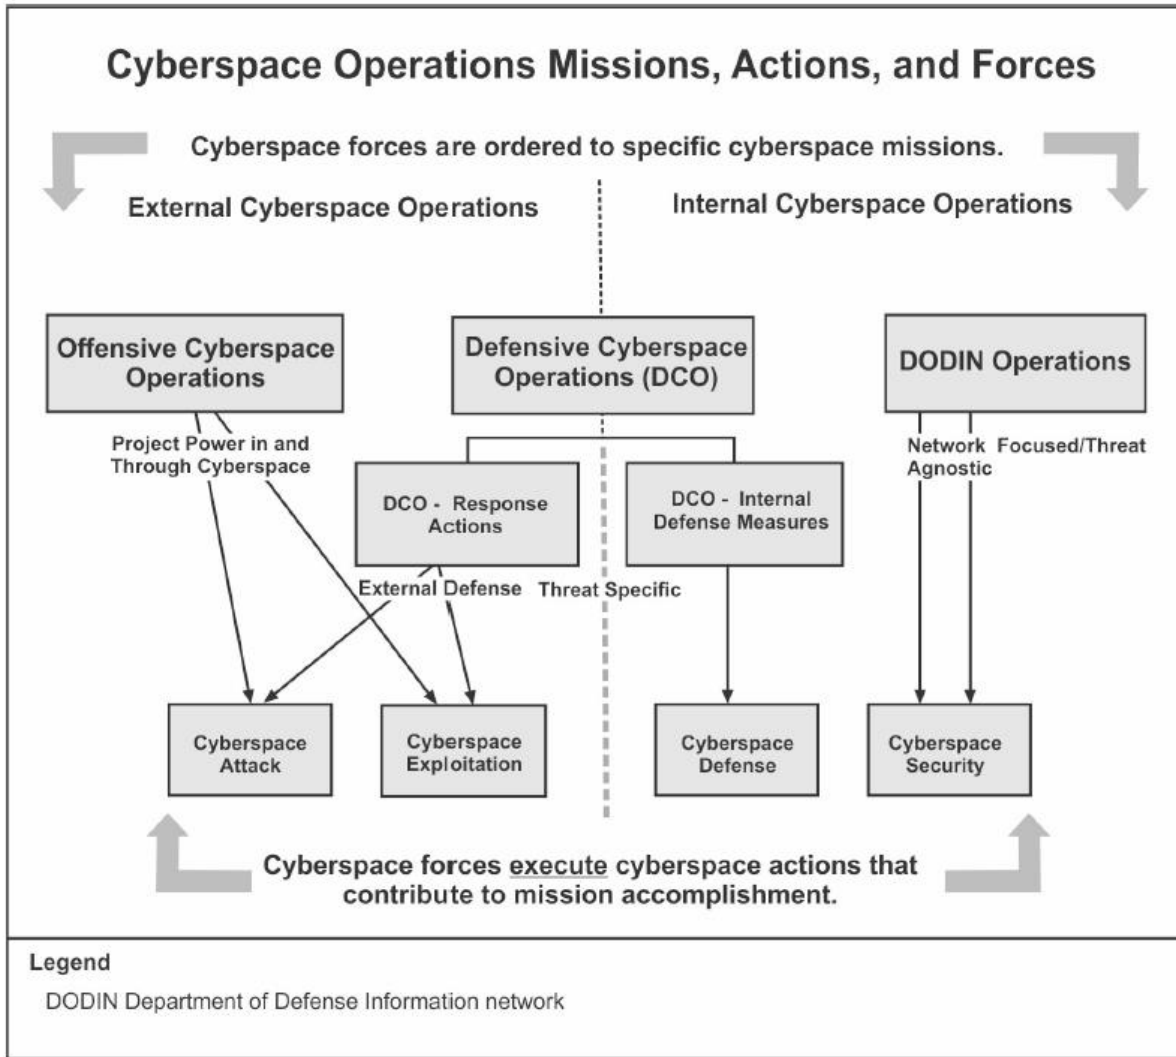 Cyberspace Operations Missions, Actions, and Forces
Cyberspace forces are ordered to specific cyberspace missions.
External Cyberspace Operations
Internal Cyberspace Operations
Offensive Cyberspace
Operations
Defensive Cyberspace
Operations (DCO)
DODIN Operations
Project Power in and
Through Cyberspace
Network Focused/Threat
Agnostic
DCO - Response
Actions
DCO - Internal
Defense Measures
External Defense
Threat Specific
Cyberspace
Attack
Cyberspace
Exploitation
Cyberspace
Defense
Cyberspace
Security
Cyberspace forces execute cyberspace actions that
contribute to mission accomplishment.
Legend
DODIN Department of Defense Information network